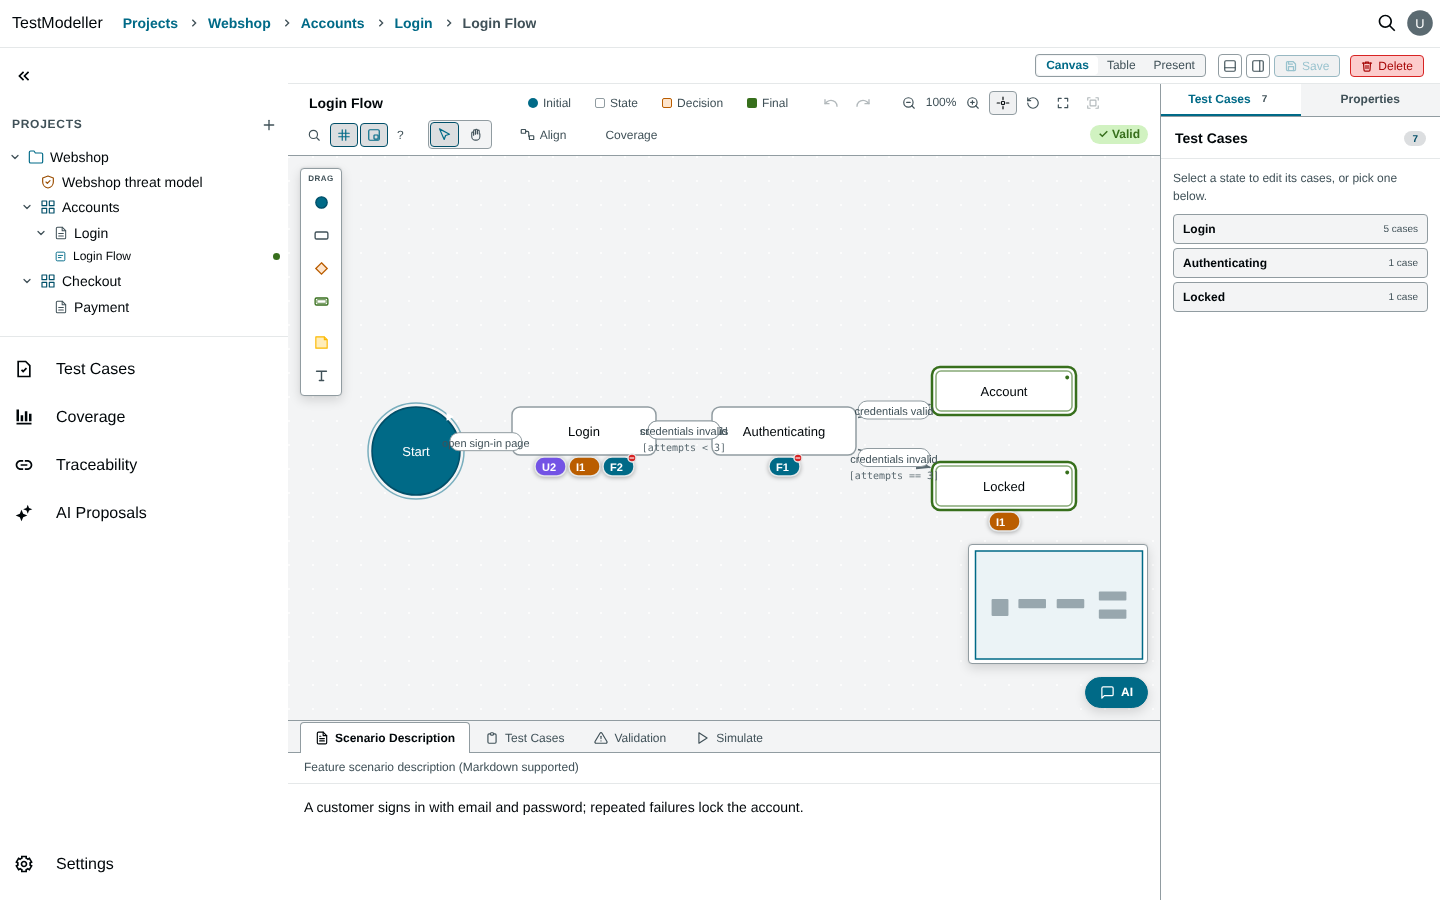 TestModeller
Projects
Webshop
Accounts
Login
Login Flow
U
Canvas
Table
Present
Save
Delete
PROJECTS
Webshop
Webshop threat model
Accounts
Login
Login Flow
Checkout
Payment
Test Cases
Coverage
Traceability
AI Proposals
Settings
Login Flow
Initial
State
Decision
Final
100%
?
Align
Coverage
Valid
DRAG
Start
open sign-in page
Login
U2
I1
F2
credentials invalid
[attempts < 3]
Authenticating
F1
credentials valid
Account
credentials invalid
[attempts == 3]
Locked
I1
AI
Scenario Description
Test Cases
Validation
Simulate
Feature scenario description (Markdown supported)
A customer signs in with email and password; repeated failures lock the account.
Test Cases 7
Properties
Test Cases
7
Select a state to edit its cases, or pick one
below.
Login
5 cases
Authenticating
1 case
Locked
1 case